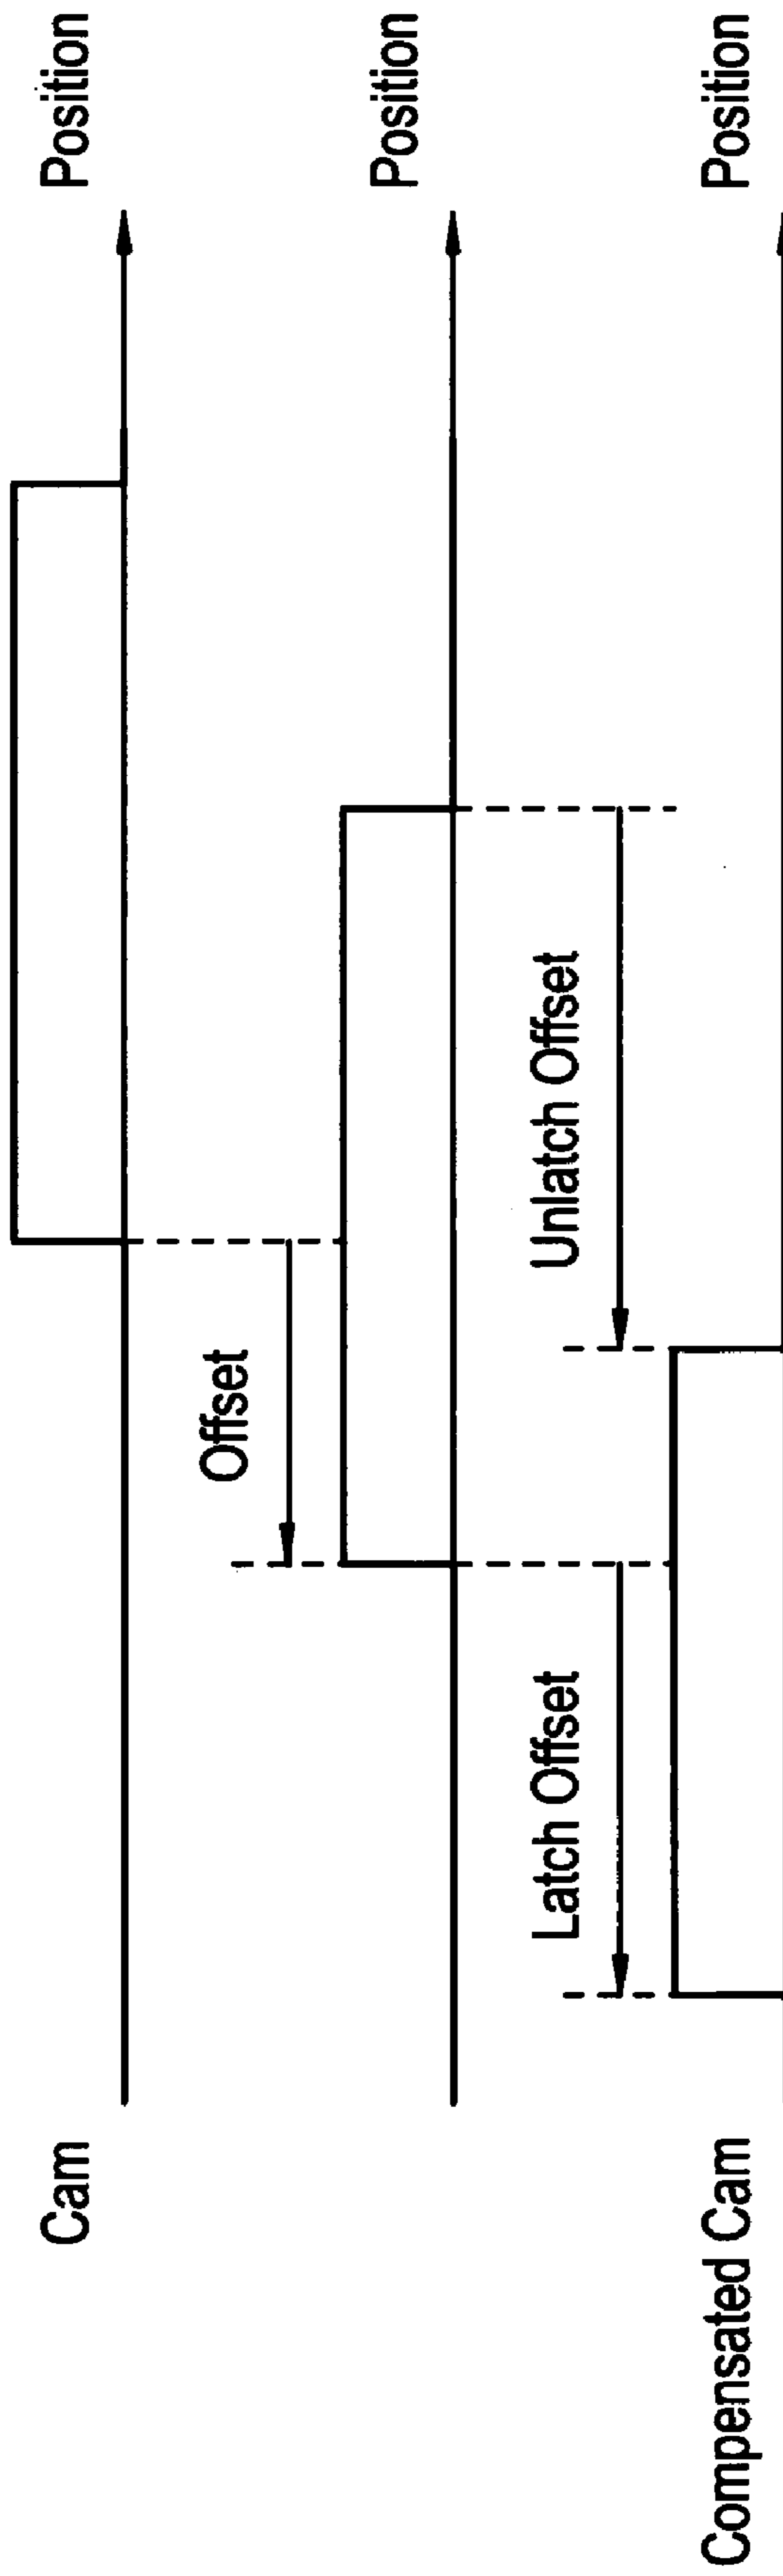 Cam
Position
Offset
Position
Latch Offset
Unlatch Offset
Compensated Cam
Position